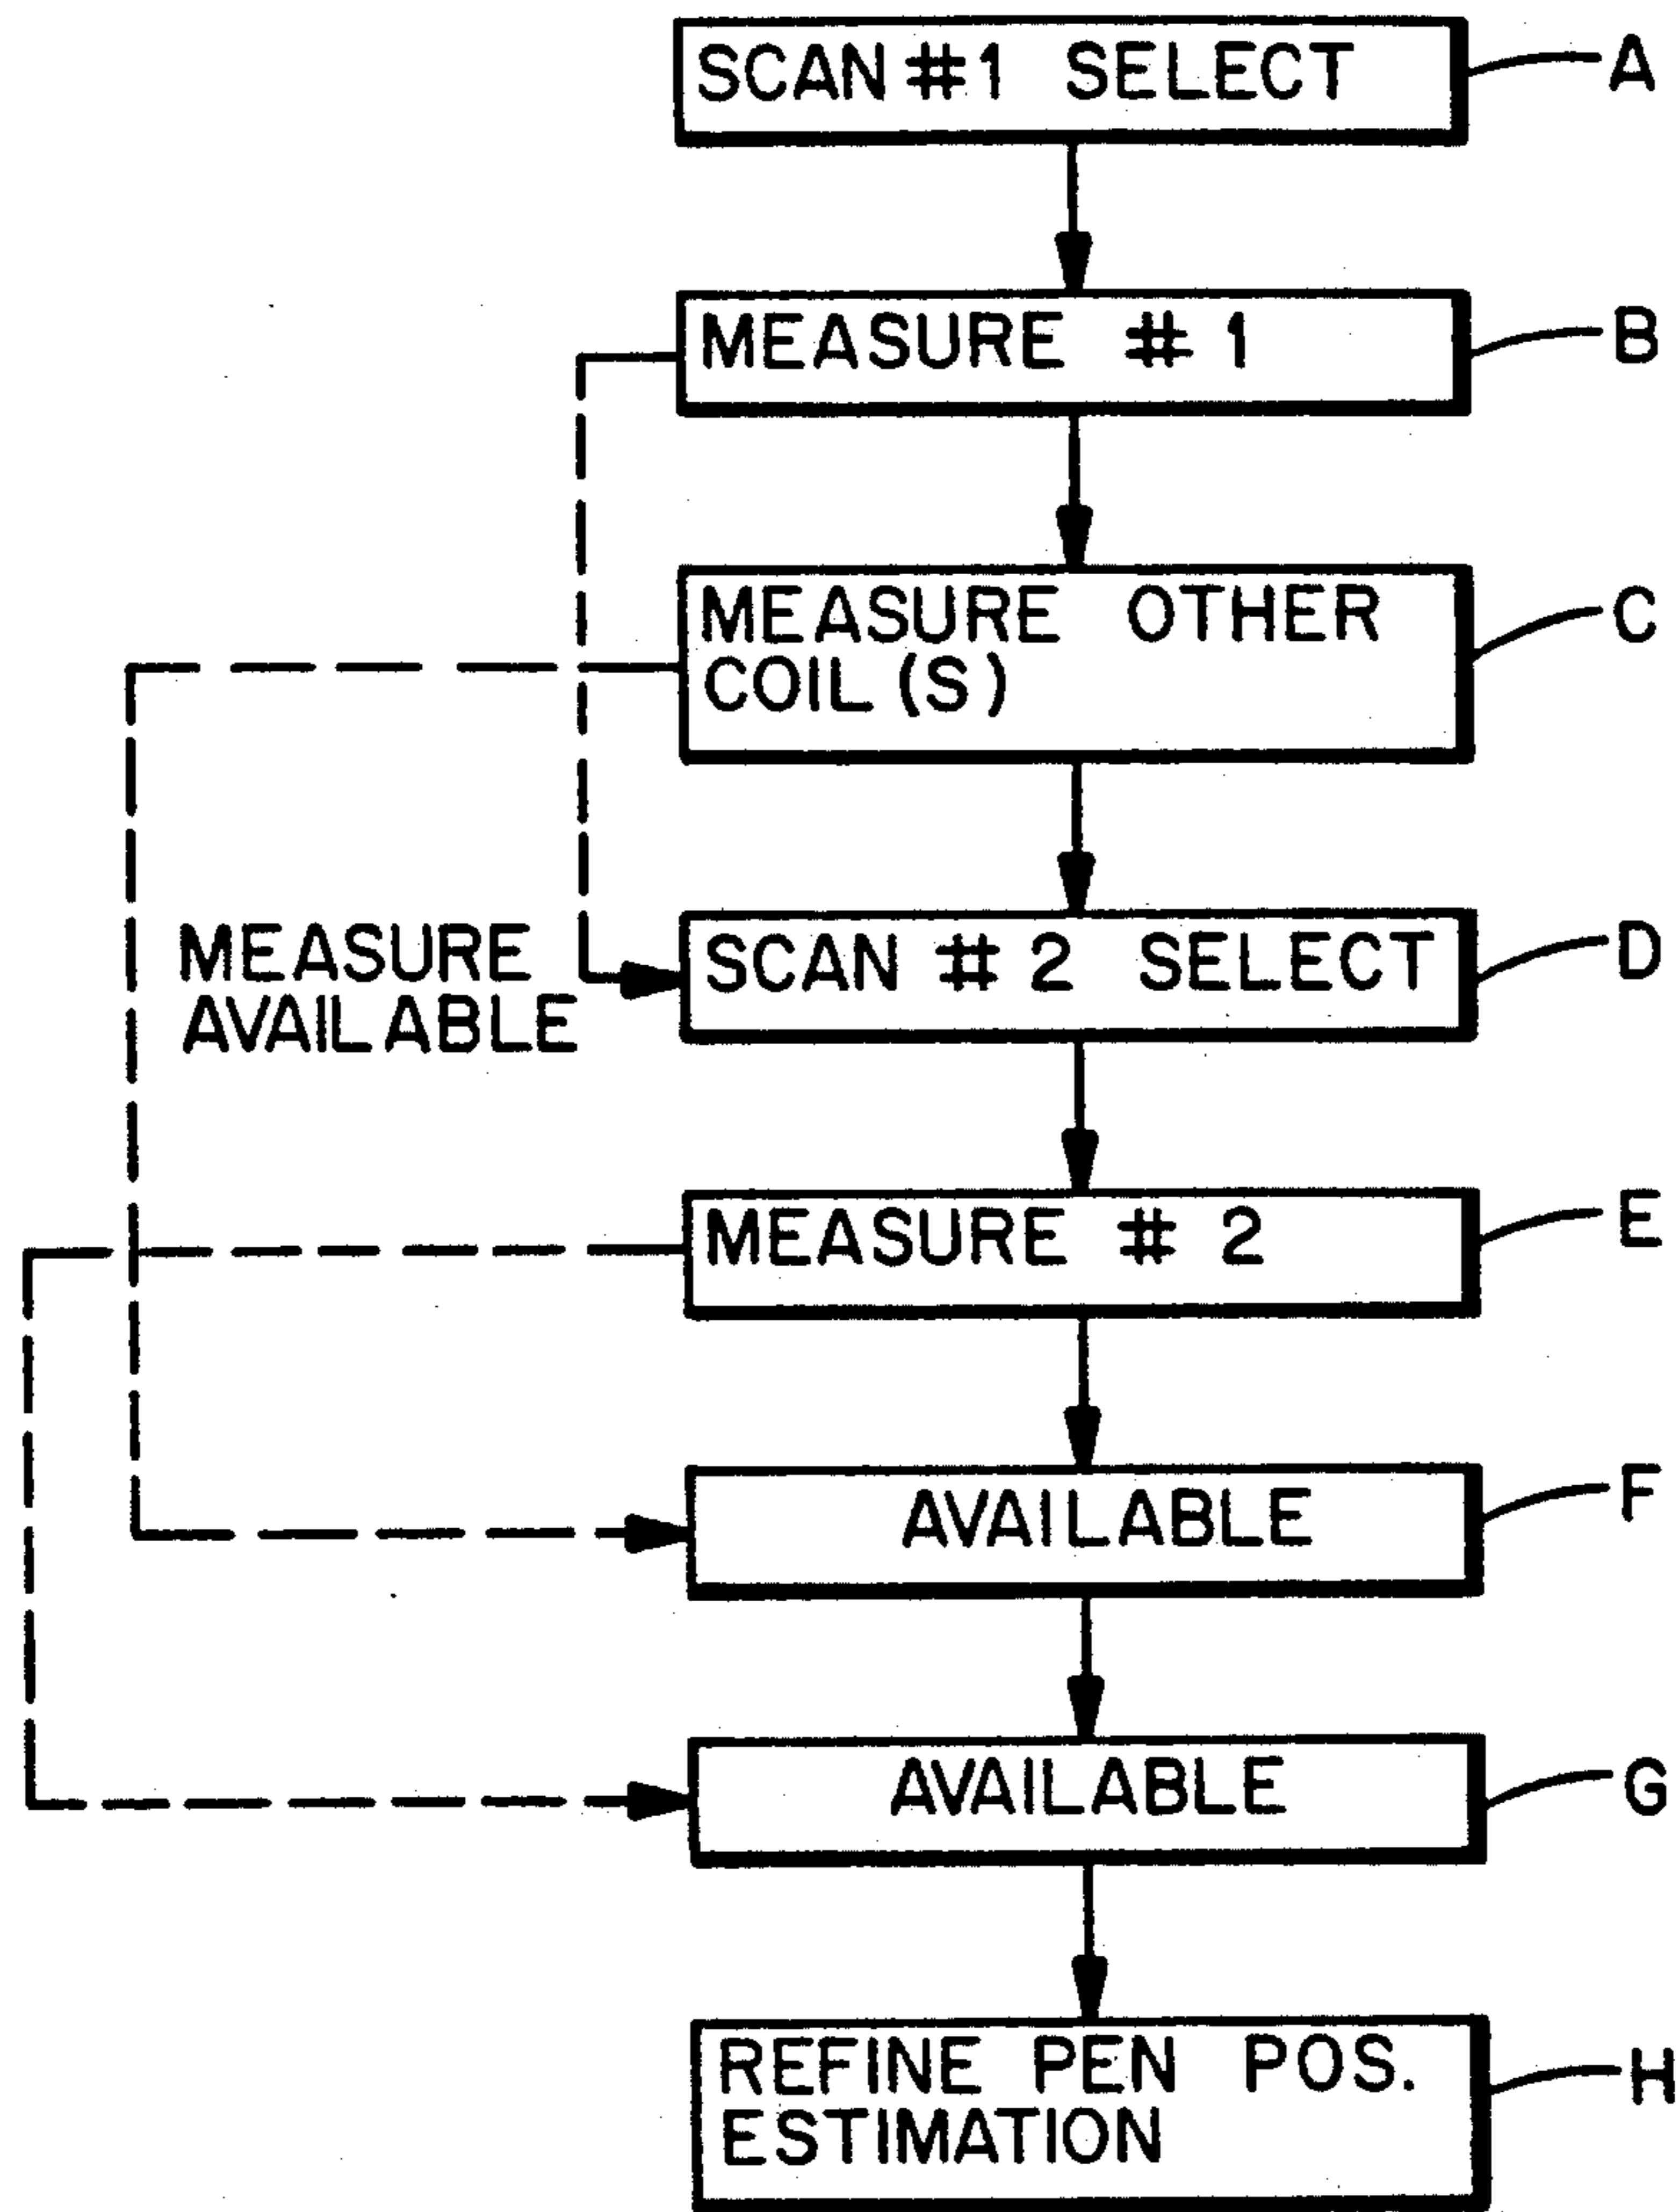 SCAN #1 SELECT
A
MEASURE # 1
B
MEASURE OTHER
COIL(S)
C
MEASURE
AVAILABLE
SCAN # 2 SELECT
D
MEASURE # 2
E
AVAILABLE
F
AVAILABLE
G
REFINE PEN POS.
ESTIMATION
H